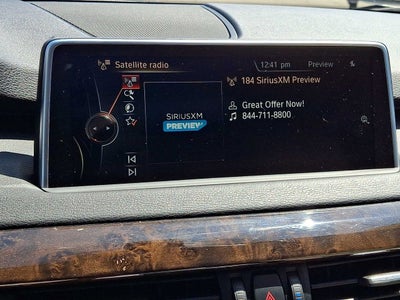 Satellite radio 12:41 pm Preview
184 SiriusXM Preview
SIRIUSXM
PREVIEW
Great Offer Now!
844-711-8800